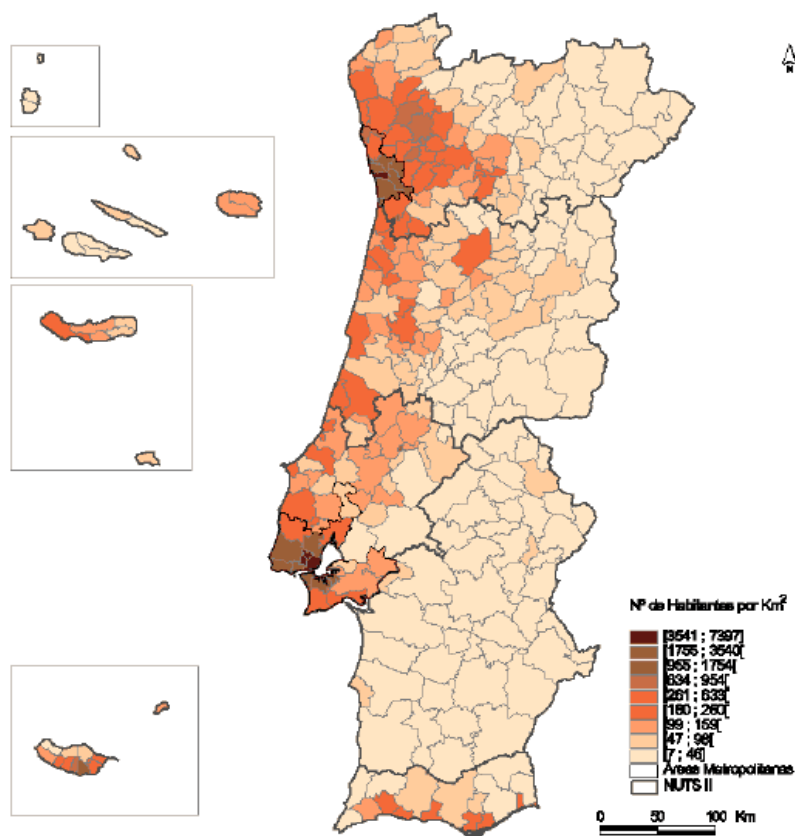 N
Nº de Habitantes por Km²
[3541 ; 7397]
[1755 ; 3540[
[955 ; 1754[
[634 ; 954[
[261 ; 633[
[160 ; 260[
[99 ; 159[
[47 ; 98[
[7 ; 46]
Áreas Metropolitanas
NUTS II
0 50 100 Km